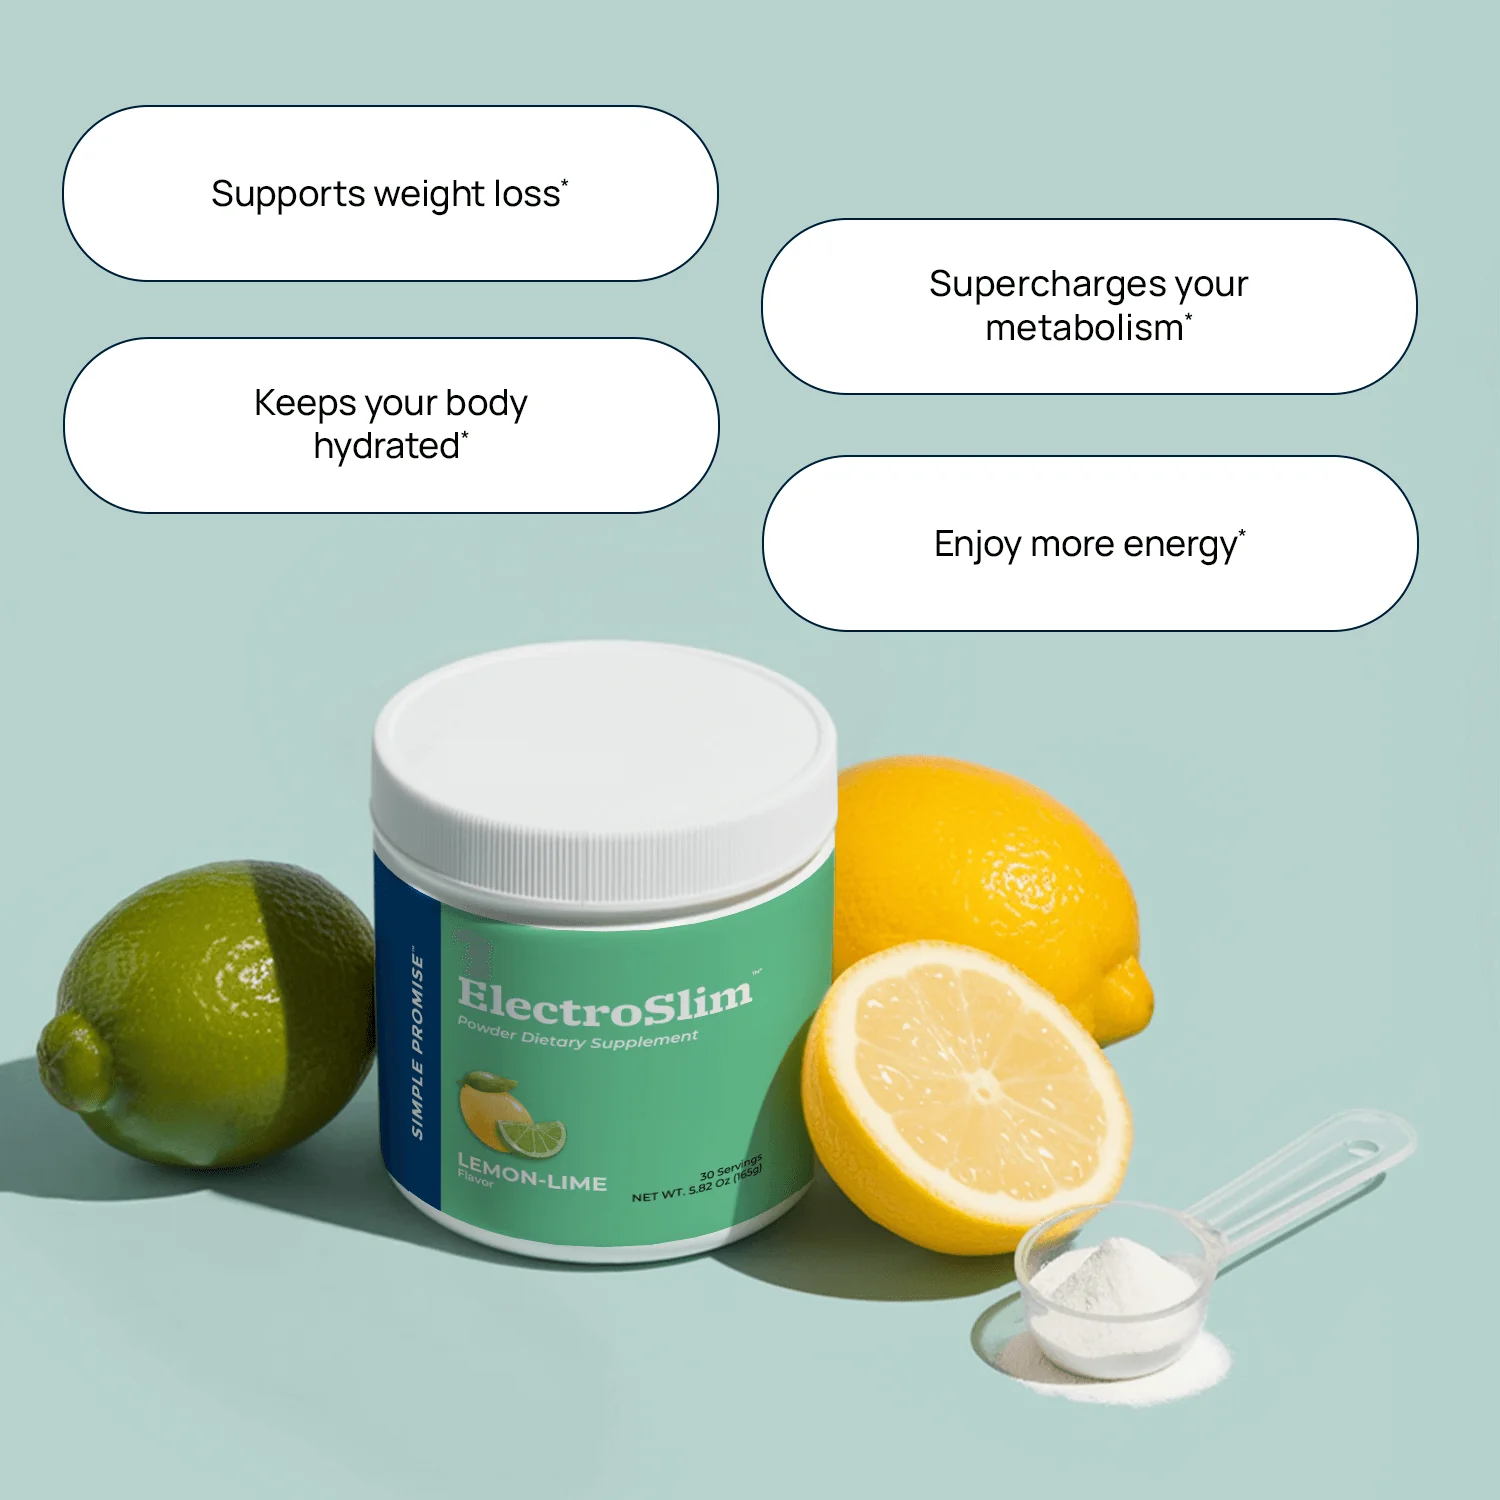 Supports weight loss*
Supercharges your
metabolism*
Keeps your body
hydrated*
Enjoy more energy*
SIMPLE PROMISE™
ElectroSlim™
Powder Dietary Supplement
LEMON-LIME
Flavor
30 Servings
NET WT. 5.82 Oz (165g)